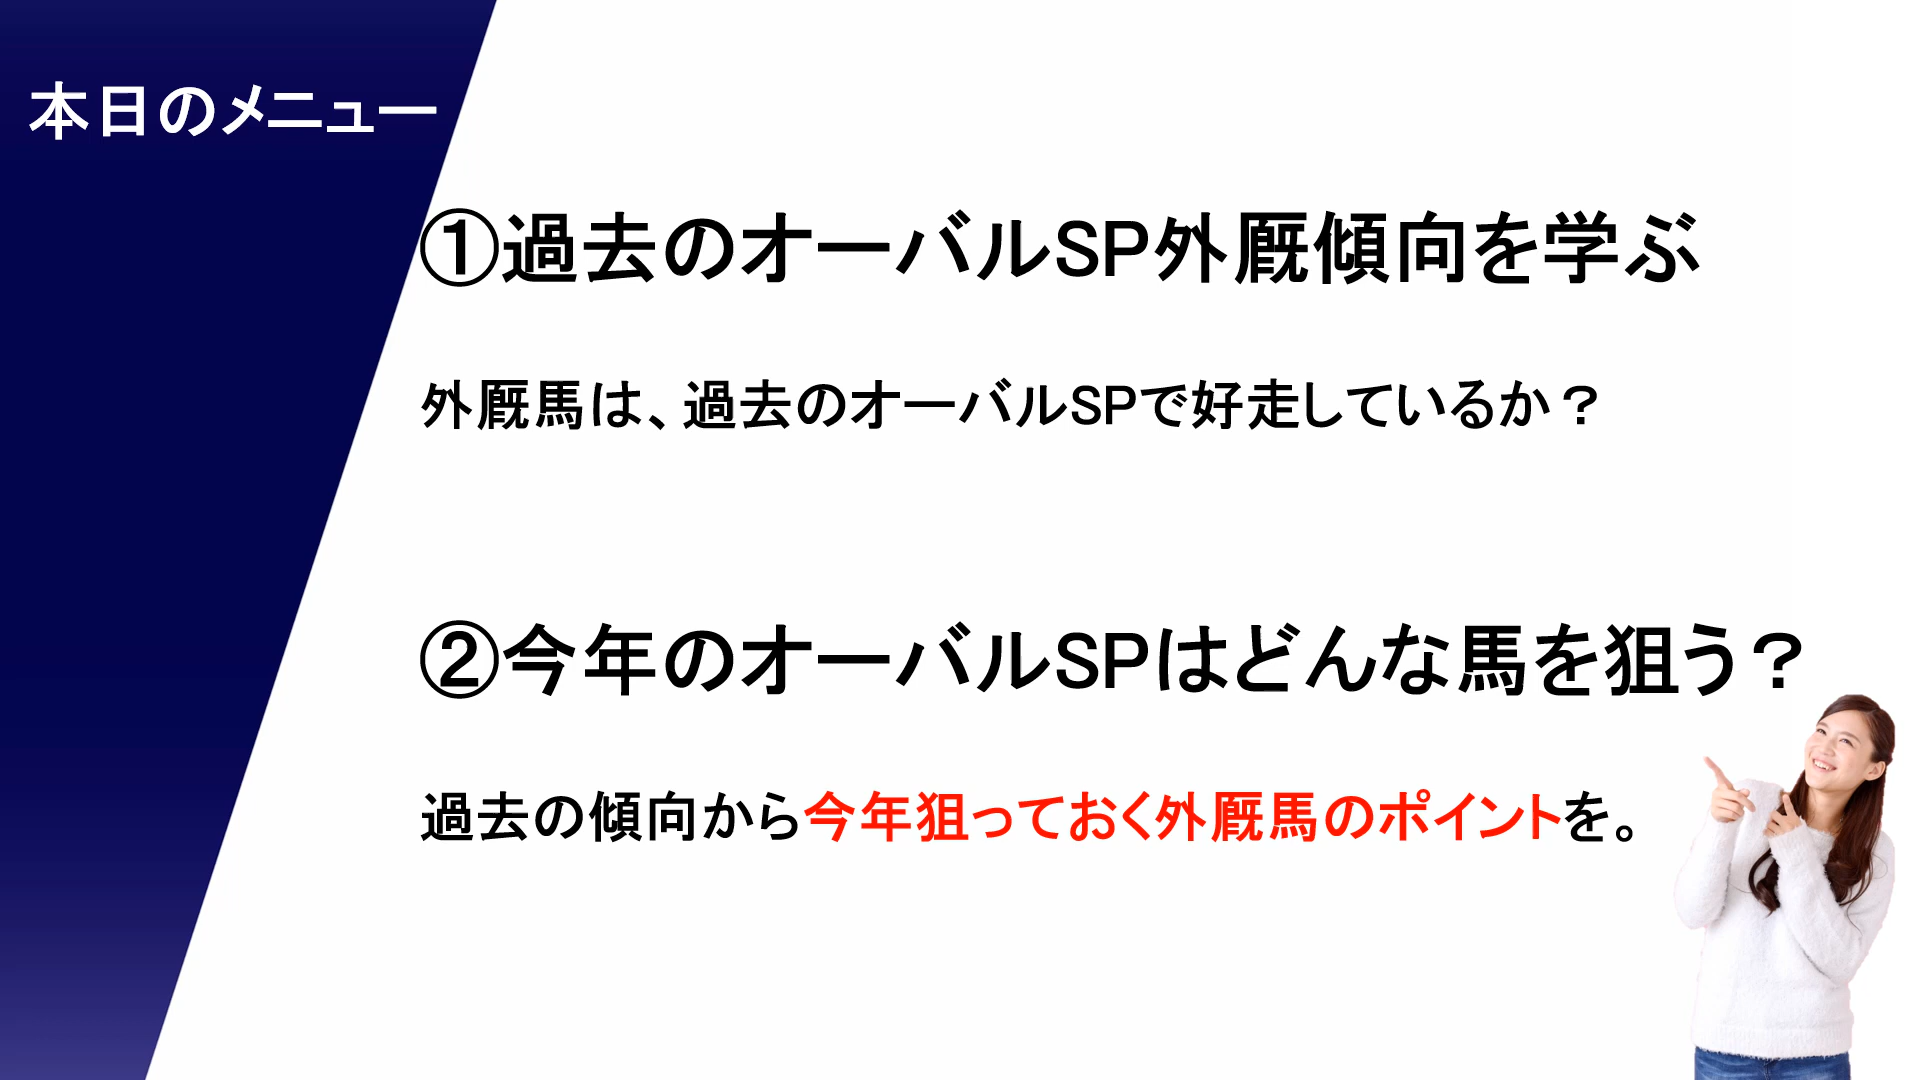 本日のメニュー
①過去のオーバルSP外厩傾向を学ぶ
外厩馬は、過去のオーバルSPで好走しているか？
②今年のオーバルSPはどんな馬を狙う？
過去の傾向から今年狙っておく外厩馬のポイントを。